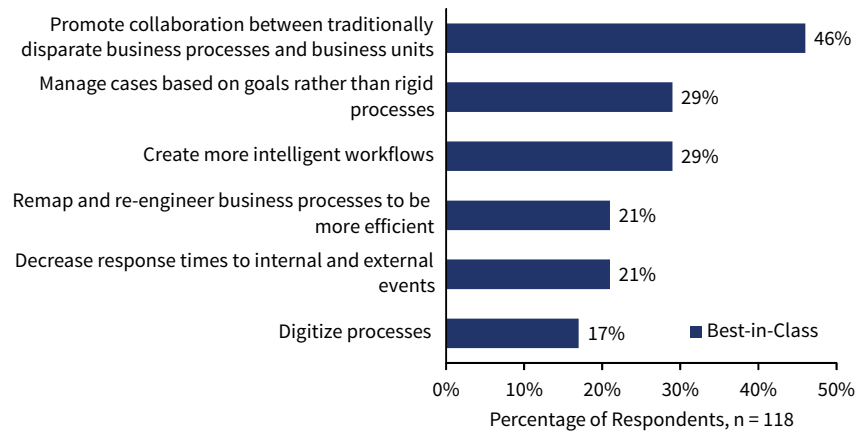 Promote collaboration between traditionally
disparate business processes and business units
46%
Manage cases based on goals rather than rigid
processes
29%
Create more intelligent workflows
29%
Remap and re-engineer business processes to be
more efficient
21%
Decrease response times to internal and external
events
21%
Digitize processes
17%
Best-in-Class
0% 10% 20% 30% 40% 50%
Percentage of Respondents, n = 118